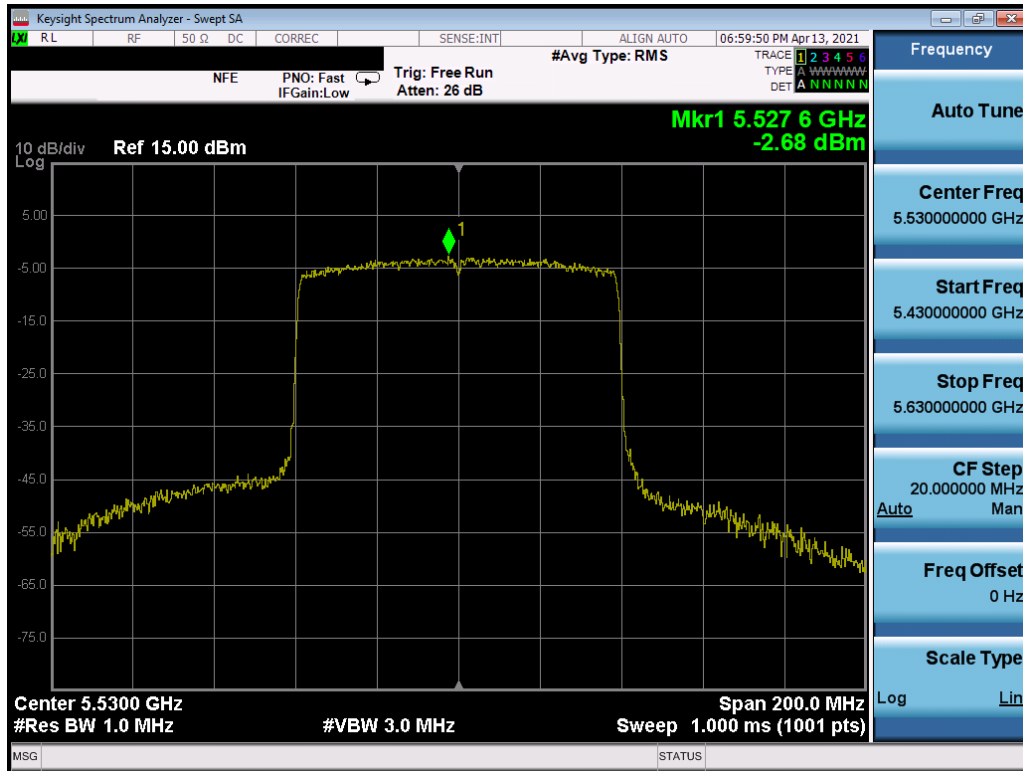 Keysight Spectrum Analyzer - Swept SA
LXI RL RF 50 Ω DC CORREC SENSE:INT ALIGN AUTO 06:59:50 PM Apr 13, 2021
NFE PNO: Fast Trig: Free Run #Avg Type: RMS TRACE 1 2 3 4 5 6
IFGain:Low Atten: 26 dB TYPE A WWWWW
DET A N N N N N
Mkr1 5.527 6 GHz
-2.68 dBm
10 dB/div Ref 15.00 dBm
Log
1
5.00
-5.00
-15.0
-25.0
-35.0
-45.0
-55.0
-65.0
-75.0
Center 5.5300 GHz Span 200.0 MHz
#Res BW 1.0 MHz #VBW 3.0 MHz Sweep 1.000 ms (1001 pts)
MSG STATUS
Frequency
Auto Tune
Center Freq
5.530000000 GHz
Start Freq
5.430000000 GHz
Stop Freq
5.630000000 GHz
CF Step
20.000000 MHz
Auto Man
Freq Offset
0 Hz
Scale Type
Log Lin